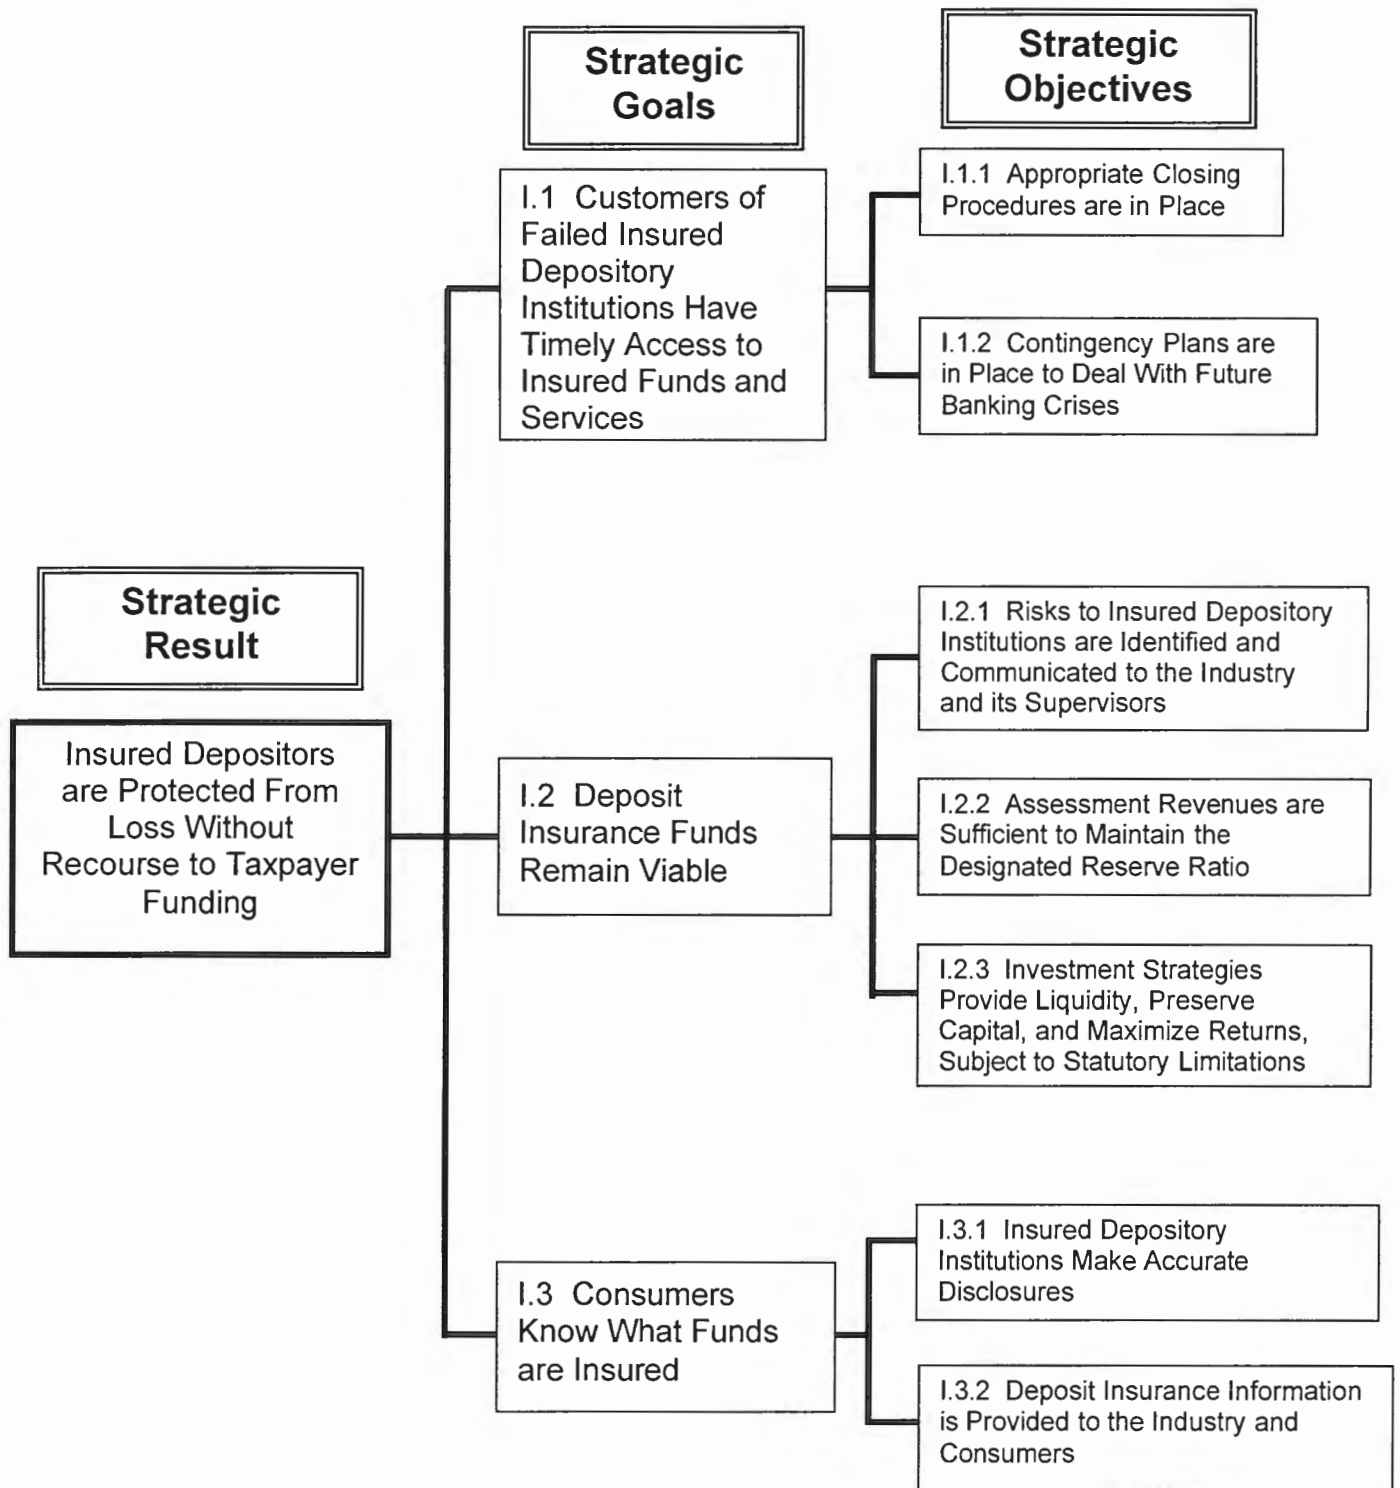 Strategic
Goals
Strategic
Objectives
I.1 Customers of
Failed Insured
Depository
Institutions Have
Timely Access to
Insured Funds and
Services
I.1.1 Appropriate Closing
Procedures are in Place
I.1.2 Contingency Plans are
in Place to Deal With Future
Banking Crises
Strategic
Result
Insured Depositors
are Protected From
Loss Without
Recourse to Taxpayer
Funding
I.2 Deposit
Insurance Funds
Remain Viable
I.2.1 Risks to Insured Depository
Institutions are Identified and
Communicated to the Industry
and its Supervisors
I.2.2 Assessment Revenues are
Sufficient to Maintain the
Designated Reserve Ratio
I.2.3 Investment Strategies
Provide Liquidity, Preserve
Capital, and Maximize Returns,
Subject to Statutory Limitations
I.3 Consumers
Know What Funds
are Insured
I.3.1 Insured Depository
Institutions Make Accurate
Disclosures
I.3.2 Deposit Insurance Information
is Provided to the Industry and
Consumers